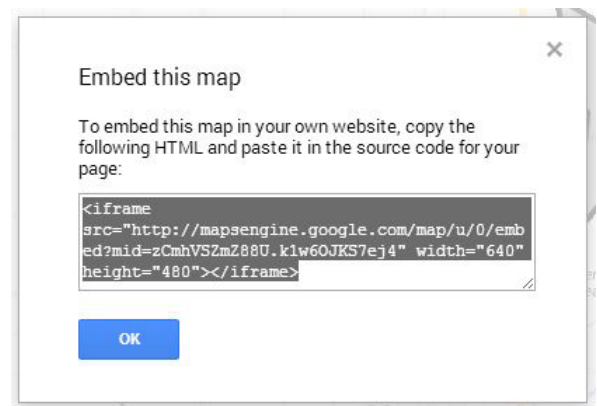 Embed this map
To embed this map in your own website, copy the
following HTML and paste it in the source code for your
page:
<iframe
src="http://mapsengine.google.com/map/u/0/emb
ed?mid=zCmhVSZmZ88U.k1w6OJKS7ej4" width="640"
height="480"></iframe>
OK